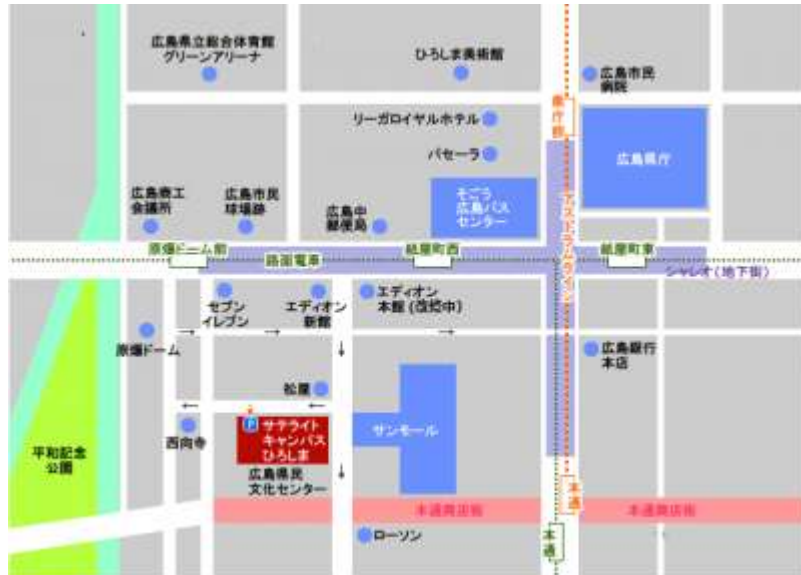 広島県立総合体育館
グリーンアリーナ
ひろしま美術館
広島市民
病院
県庁前
リーガロイヤルホテル
パセーラ
広島県庁
広島商工
会議所
広島市民
球場跡
広島中
郵便局
そごう
広島バス
センター
アストラムライン
原爆ドーム前
路面電車
紙屋町西
紙屋町東
シャレオ(地下街)
セブン
イレブン
エディオン
新館
エディオン
本館(改修中)
原爆ドーム
→
→
→
↓
広島銀行
本店
松屋
←
←
P
サテライト
キャンパス
ひろしま
サンモール
西向寺
平和記念
公園
広島県民
文化センター
↓
本通
本通商店街
本通商店街
ローソン
本通